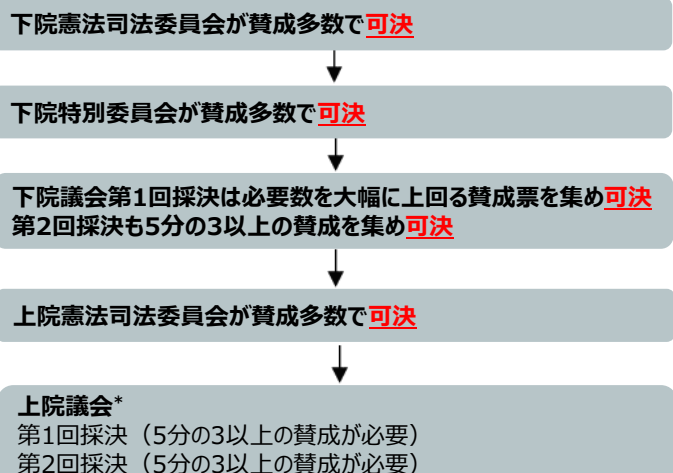 下院憲法司法委員会が賛成多数で可決
下院特別委員会が賛成多数で可決
下院議会第1回採決は必要数を大幅に上回る賛成票を集め可決
第2回採決も5分の3以上の賛成を集め可決
上院憲法司法委員会が賛成多数で可決
上院議会*
第1回採決（5分の3以上の賛成が必要）
第2回採決（5分の3以上の賛成が必要）